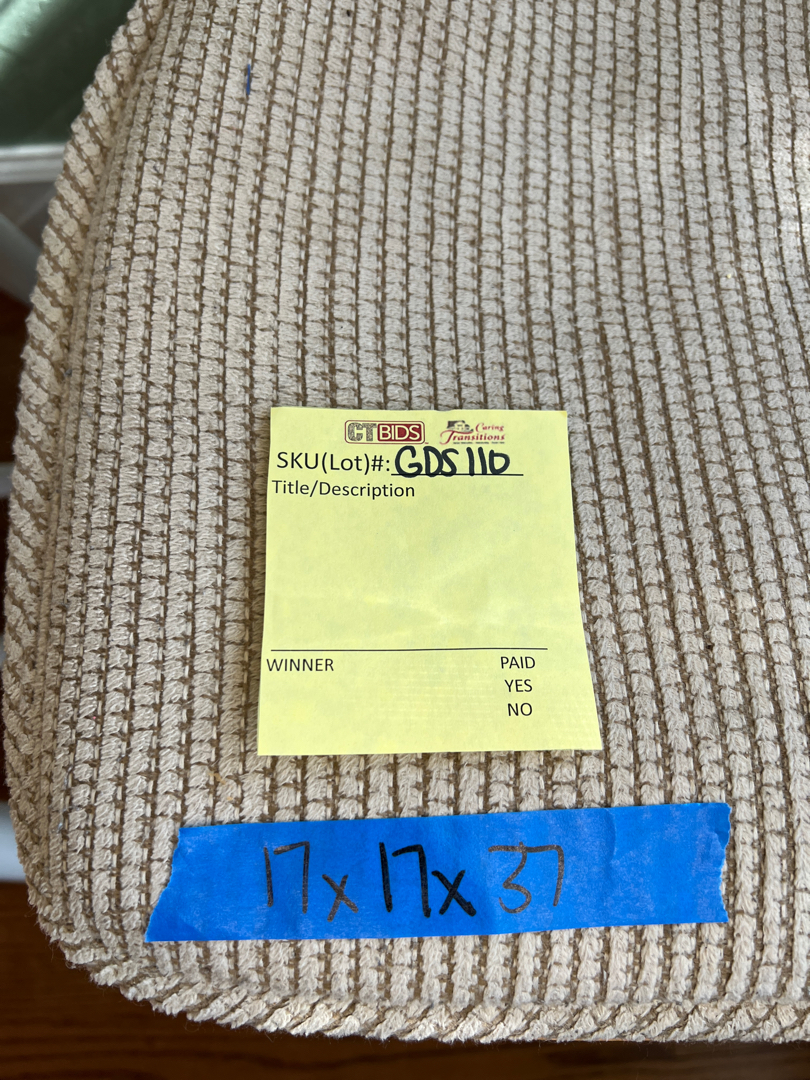 CTBIDS
Caring
Transitions
SKU(Lot)#: GDS110
Title/Description
WINNER PAID
YES
NO
17x17x37